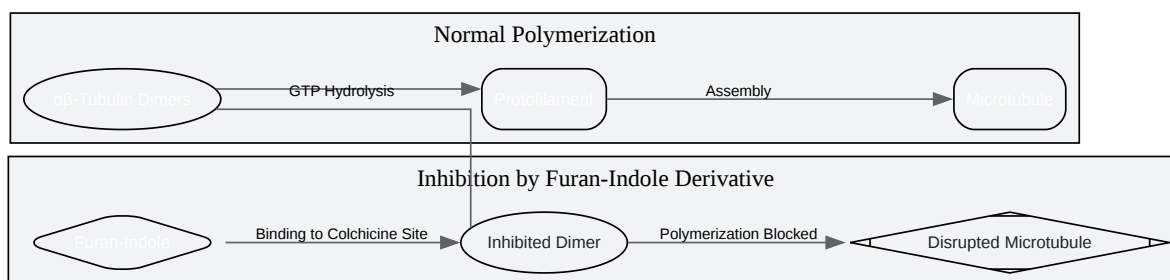 Normal Polymerization
αβ-Tubulin Dimers
GTP Hydrolysis
Protofilament
Assembly
Microtubule
Inhibition by Furan-Indole Derivative
Furan-Indole
Binding to Colchicine Site
Inhibited Dimer
Polymerization Blocked
Disrupted Microtubule